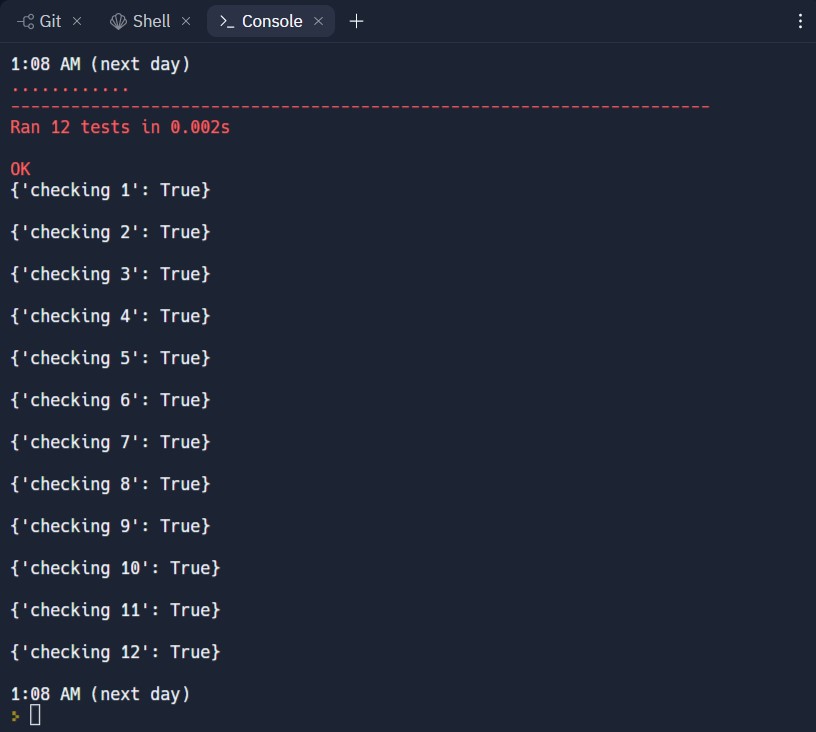 Git × Shell × >_ Console × +
1:08 AM (next day)
............
----------------------------------------------------------------------
Ran 12 tests in 0.002s
OK
{'checking 1': True}
{'checking 2': True}
{'checking 3': True}
{'checking 4': True}
{'checking 5': True}
{'checking 6': True}
{'checking 7': True}
{'checking 8': True}
{'checking 9': True}
{'checking 10': True}
{'checking 11': True}
{'checking 12': True}
1:08 AM (next day)